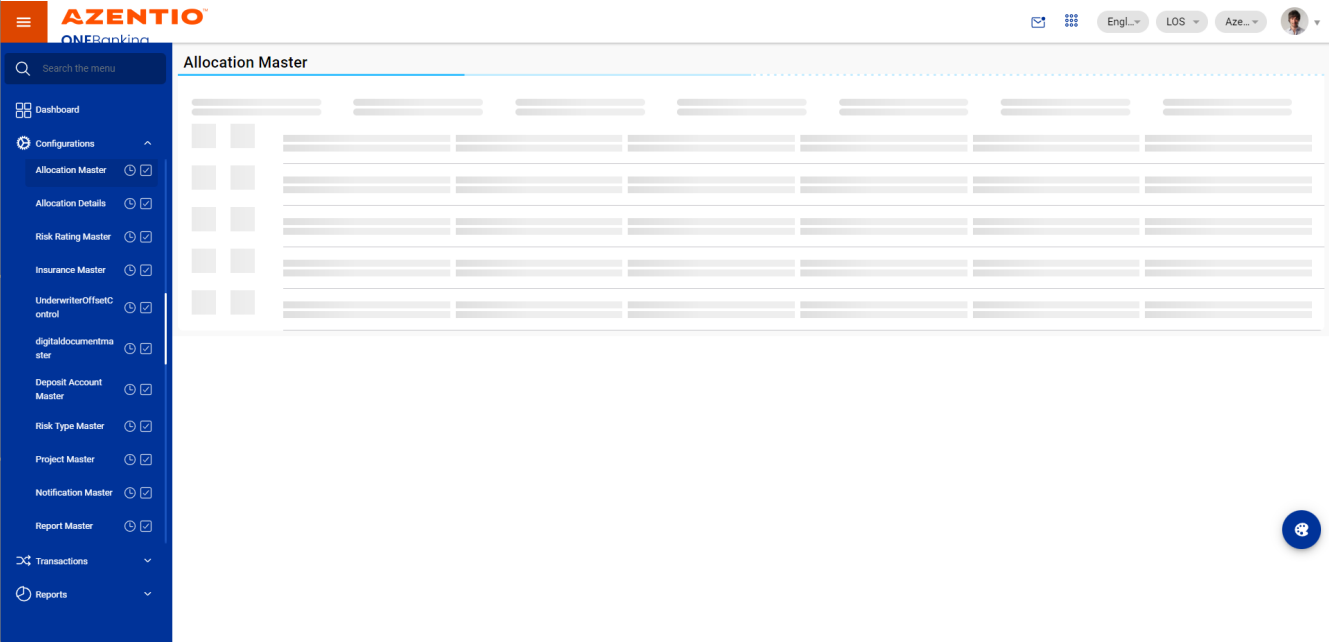 AZENTIO™
ONEBanking
Engl...
LOS
Aze...
Search the menu
Allocation Master
Dashboard
Configurations
Allocation Master
Allocation Details
Risk Rating Master
Insurance Master
UnderwriterOffsetC
ontrol
digitaldocumentma
ster
Deposit Account
Master
Risk Type Master
Project Master
Notification Master
Report Master
Transactions
Reports